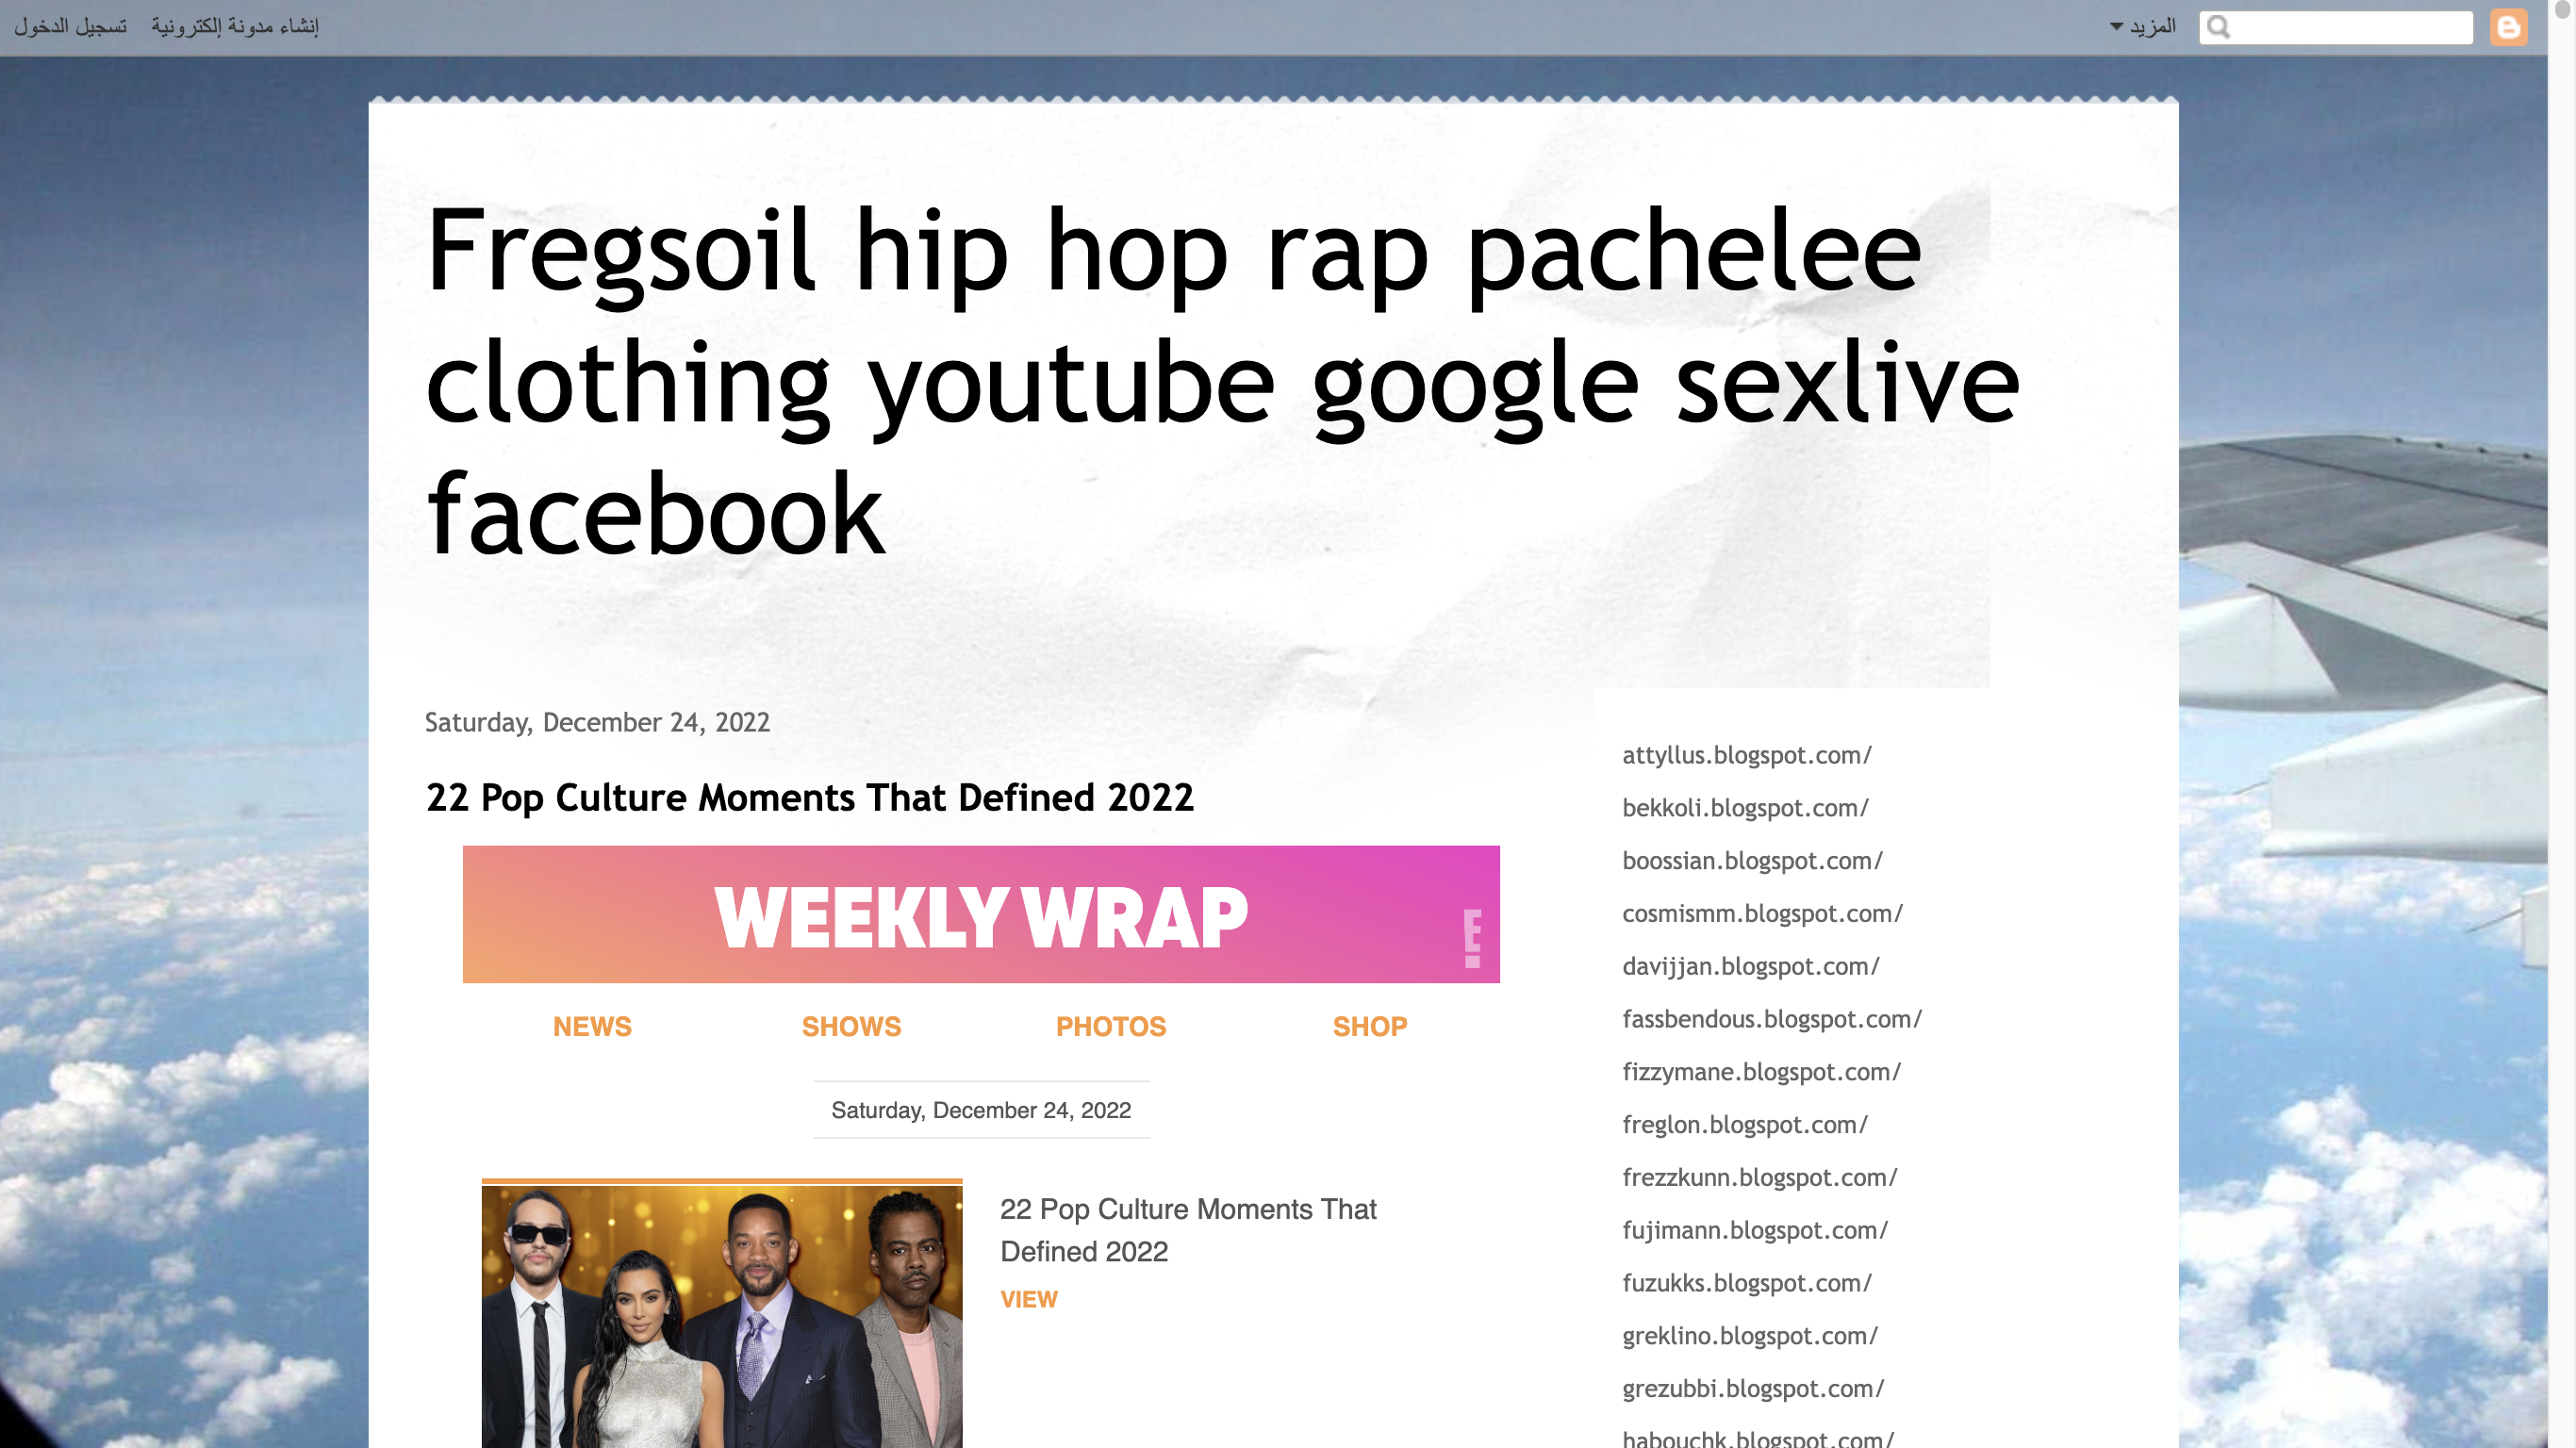 تسجيل الدخول
إنشاء مدونة إلكترونية
المزيد
Fregsoil hip hop rap pachelee
clothing youtube google sexlive
facebook
Saturday, December 24, 2022
22 Pop Culture Moments That Defined 2022
WEEKLY WRAP
E!
NEWS SHOWS PHOTOS SHOP
Saturday, December 24, 2022
22 Pop Culture Moments That
Defined 2022
VIEW
attyllus.blogspot.com/
bekkoli.blogspot.com/
boossian.blogspot.com/
cosmismm.blogspot.com/
davijjan.blogspot.com/
fassbendous.blogspot.com/
fizzymane.blogspot.com/
freglon.blogspot.com/
frezzkunn.blogspot.com/
fujimann.blogspot.com/
fuzukks.blogspot.com/
greklino.blogspot.com/
grezubbi.blogspot.com/
habouchk.blogspot.com/